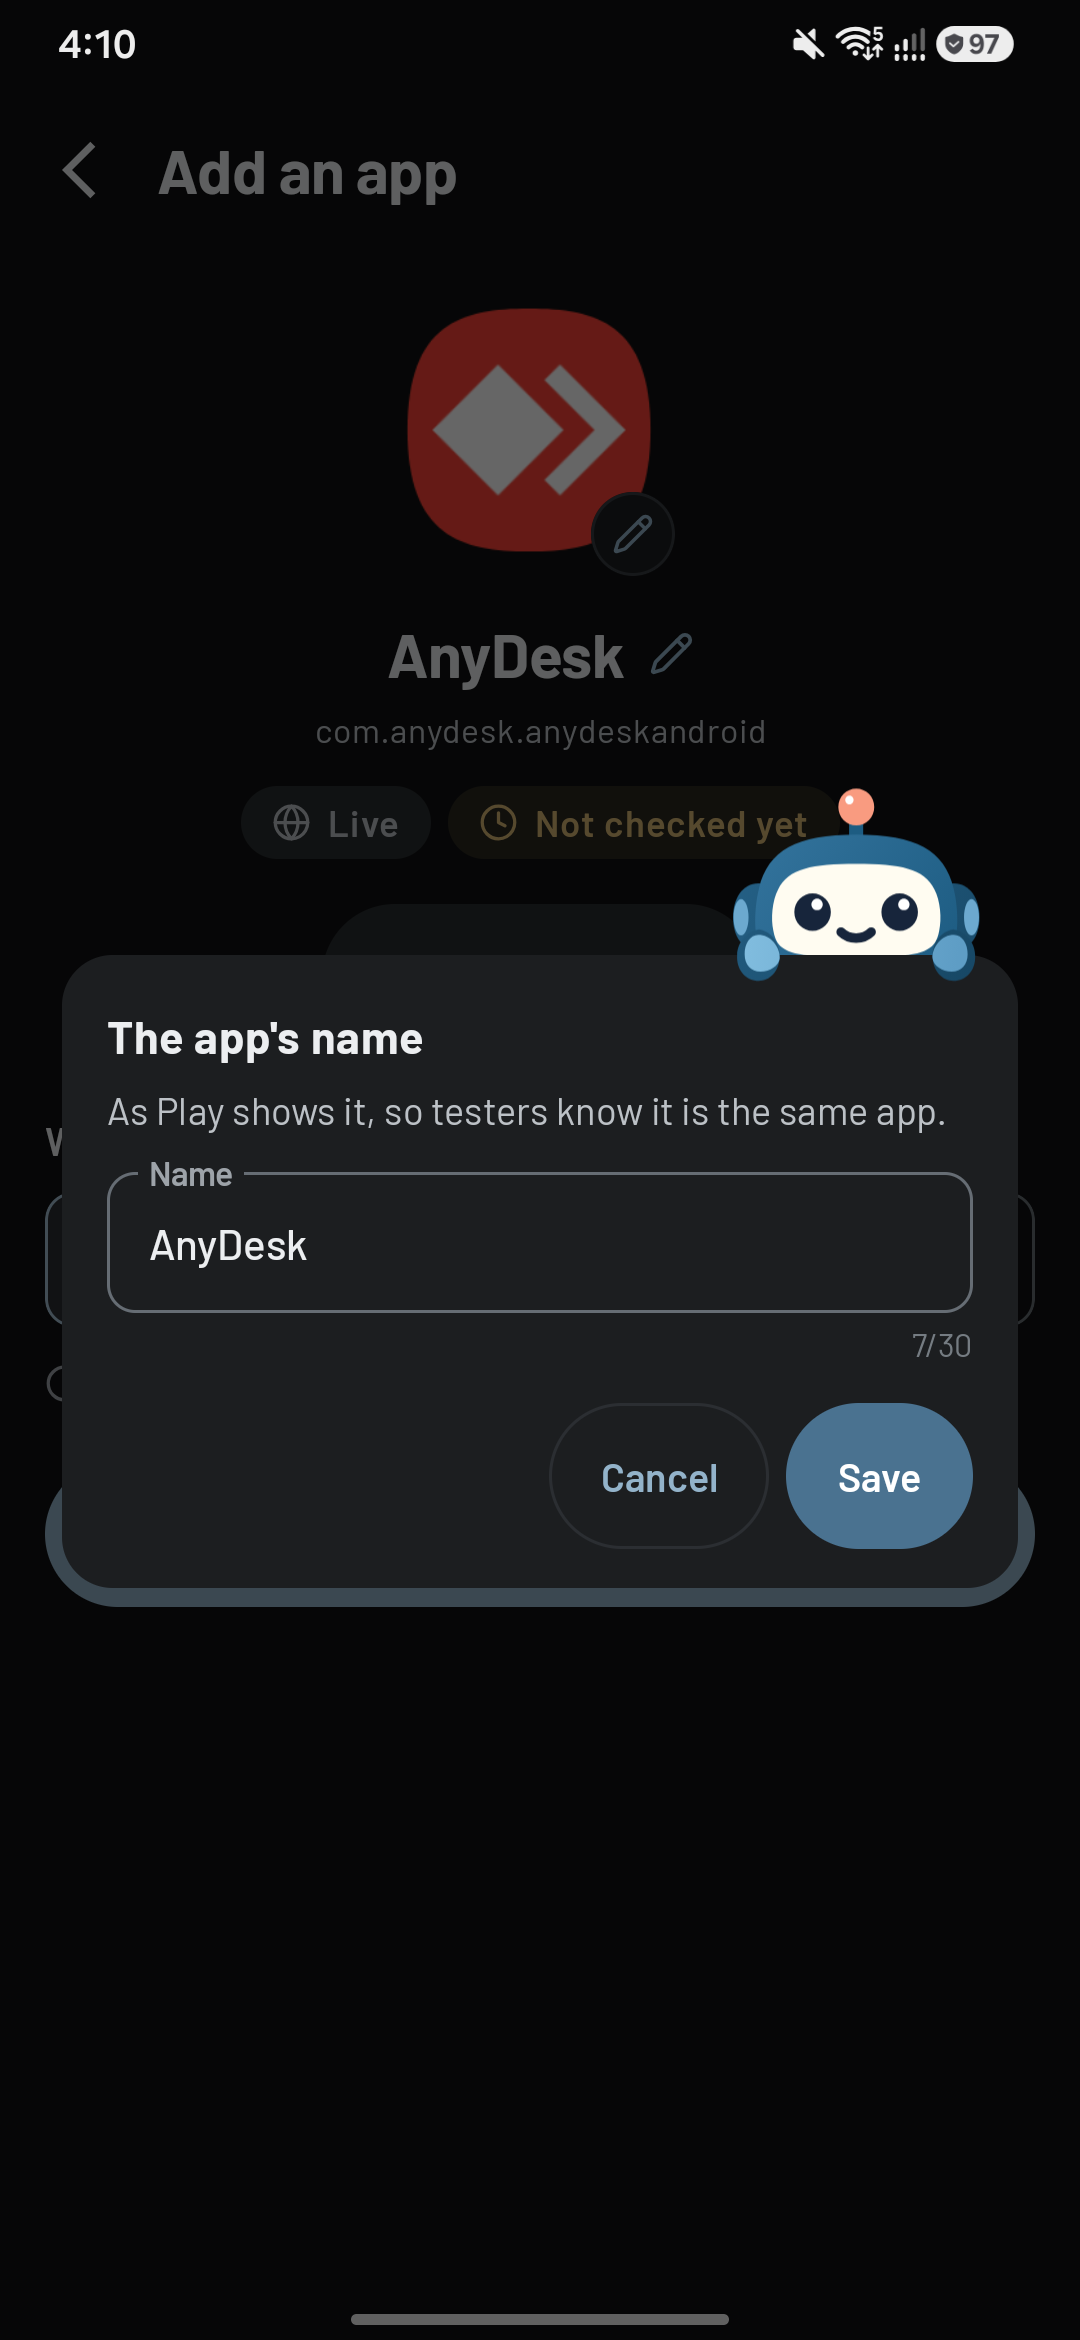 4:10
5
97
Add an app
AnyDesk
com.anydesk.anydeskandroid
Live
Not checked yet
The app's name
As Play shows it, so testers know it is the same app.
Name
AnyDesk
7/30
Cancel
Save